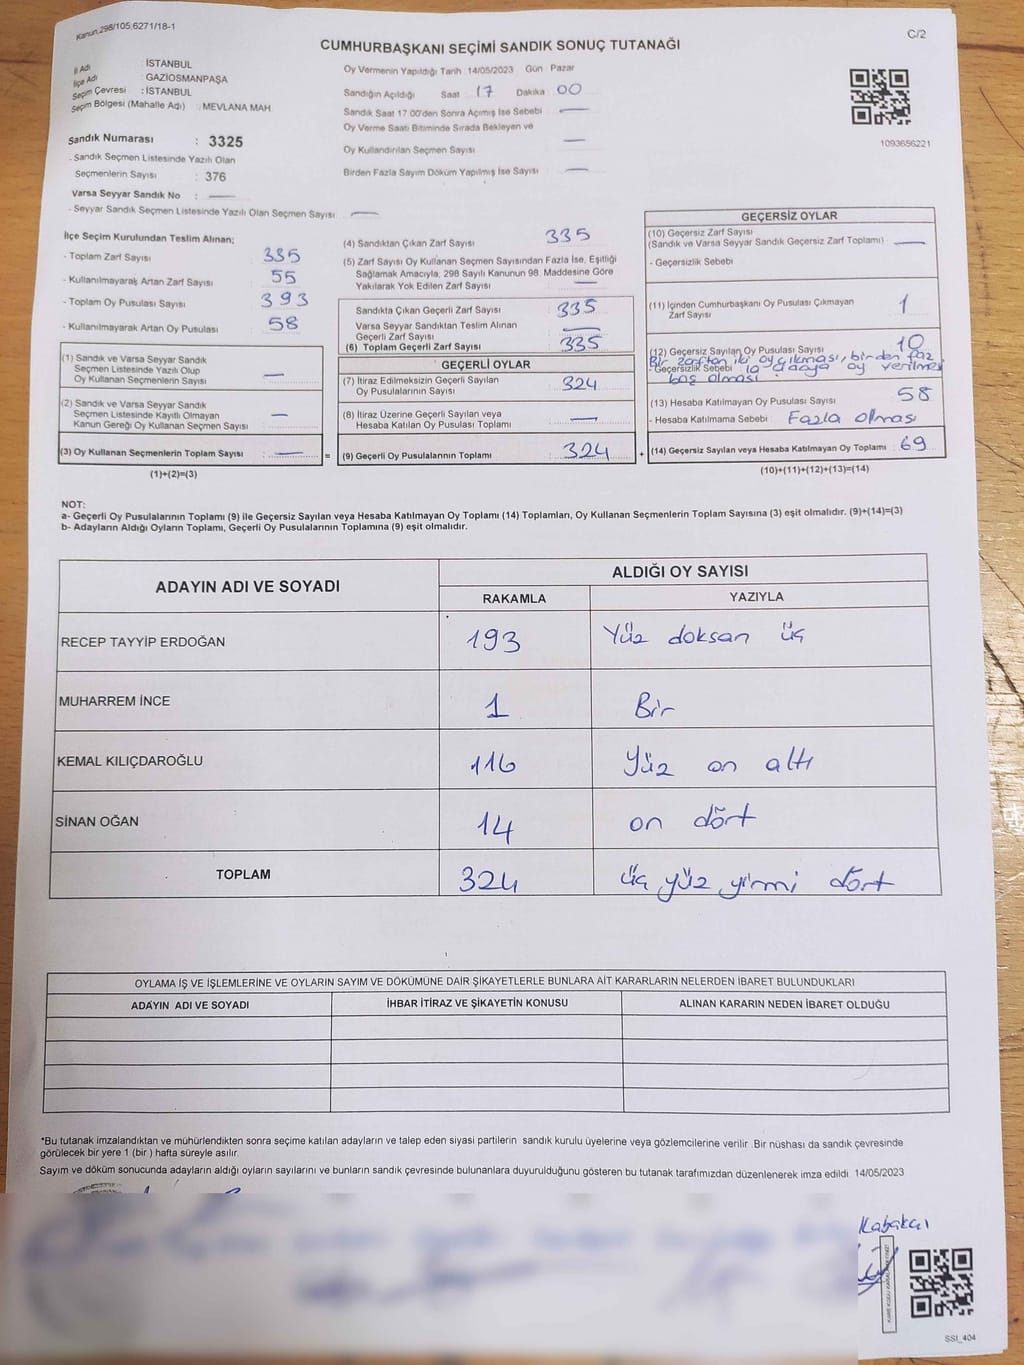 Kanun.298/105,6271/18-1
C/2
CUMHURBAŞKANI SEÇİMİ SANDIK SONUÇ TUTANAĞI
İl Adı İSTANBUL
İlçe Adı GAZİOSMANPAŞA
Seçim Çevresi : İSTANBUL
Seçim Bölgesi (Mahalle Adı) : MEVLANA MAH.
Sandık Numarası : 3325
Sandık Seçmen Listesinde Yazılı Olan
Seçmenlerin Sayısı : 376
Varsa Seyyar Sandık No : —
Seyyar Sandık Seçmen Listesinde Yazılı Olan Seçmen Sayısı —
Oy Vermenin Yapıldığı Tarih : 14/05/2023 Gün : Pazar
Sandığın Açıldığı Saat 17 Dakika 00
Sandık Saat 17.00'den Sonra Açımış İse Sebebi —
Oy Verme Saati Bitiminde Sırada Bekleyen ve
Oy Kullandırılan Seçmen Sayısı —
Birden Fazla Sayım Döküm Yapılmış İse Sayısı —
1093656221
İlçe Seçim Kurulundan Teslim Alınan;
- Toplam Zarf Sayısı : 335
- Kullanılmayarak Artan Zarf Sayısı : 55
- Toplam Oy Pusulası Sayısı : 393
- Kullanılmayarak Artan Oy Pusulası : 58
(1) Sandık ve Varsa Seyyar Sandık
Seçmen Listesinde Yazılı Olup
Oy Kullanan Seçmenlerin Sayısı : —
(2) Sandık ve Varsa Seyyar Sandık
Seçmen Listesinde Kayıtlı Olmayan
Kanun Gereği Oy Kullanan Seçmen Sayısı : —
(3) Oy Kullanan Seçmenlerin Toplam Sayısı : — =
(1)+(2)=(3)
(4) Sandıktan Çıkan Zarf Sayısı : 335
(5) Zarf Sayısı Oy Kullanan Seçmen Sayısından Fazla İse, Eşitliği
Sağlamak Amacıyla, 298 Sayılı Kanunun 98. Maddesine Göre
Yakılarak Yok Edilen Zarf Sayısı : —
Sandıkta Çıkan Geçerli Zarf Sayısı : 335
Varsa Seyyar Sandıktan Teslim Alınan
Geçerli Zarf Sayısı : —
(6) Toplam Geçerli Zarf Sayısı : 335
GEÇERLİ OYLAR
(7) İtiraz Edilmeksizin Geçerli Sayılan
Oy Pusulalarının Sayısı : 324
(8) İtiraz Üzerine Geçerli Sayılan veya
Hesaba Katılan Oy Pusulası Toplamı : —
(9) Geçerli Oy Pusulalarının Toplamı : 324 +
GEÇERSİZ OYLAR
(10) Geçersiz Zarf Sayısı
(Sandık ve Varsa Seyyar Sandık Geçersiz Zarf Toplamı) —
- Geçersizlik Sebebi
(11) İçinden Cumhurbaşkanı Oy Pusulası Çıkmayan
Zarf Sayısı 1
(12) Geçersiz Sayılan Oy Pusulası Sayısı 10
Bir zarftan iki oy çıkması, birden faz
- Geçersizlik Sebebi la adaya oy verilmesi
boş olması
(13) Hesaba Katılmayan Oy Pusulası Sayısı 58
- Hesaba Katılmama Sebebi Fazla olması
(14) Geçersiz Sayılan veya Hesaba Katılmayan Oy Toplamı : 69
(10)+(11)+(12)+(13)=(14)
NOT:
a- Geçerli Oy Pusulalarının Toplamı (9) ile Geçersiz Sayılan veya Hesaba Katılmayan Oy Toplamı (14) Toplamları, Oy Kullanan Seçmenlerin Toplam Sayısına (3) eşit olmalıdır. (9)+(14)=(3)
b- Adayların Aldığı Oyların Toplamı, Geçerli Oy Pusulalarının Toplamına (9) eşit olmalıdır.
ADAYIN ADI VE SOYADI
ALDIĞI OY SAYISI
RAKAMLA YAZIYLA
RECEP TAYYİP ERDOĞAN 193 Yüz doksan üç
MUHARREM İNCE 1 Bir
KEMAL KILIÇDAROĞLU 116 Yüz on altı
SİNAN OĞAN 14 on dört
TOPLAM 324 üç yüz yirmi dört
OYLAMA İŞ VE İŞLEMLERİNE VE OYLARIN SAYIM VE DÖKÜMÜNE DAİR ŞİKAYETLERLE BUNLARA AİT KARARLARIN NELERDEN İBARET BULUNDUKLARI
ADAYIN ADI VE SOYADI İHBAR İTİRAZ VE ŞİKAYETİN KONUSU ALINAN KARARIN NEDEN İBARET OLDUĞU
*Bu tutanak imzalandıktan ve mühürlendikten sonra seçime katılan adayların ve talep eden siyasi partilerin sandık kurulu üyelerine veya gözlemcilerine verilir .Bir nüshası da sandık çevresinde
görülecek bir yere 1 (bir ) hafta süreyle asılır.
Sayım ve döküm sonucunda adayların aldığı oyların sayılarını ve bunların sandık çevresinde bulunanlara duyurulduğunu gösteren bu tutanak tarafımızdan düzenlenerek imza edildi. 14/05/2023
Kabakcı
SSI_404